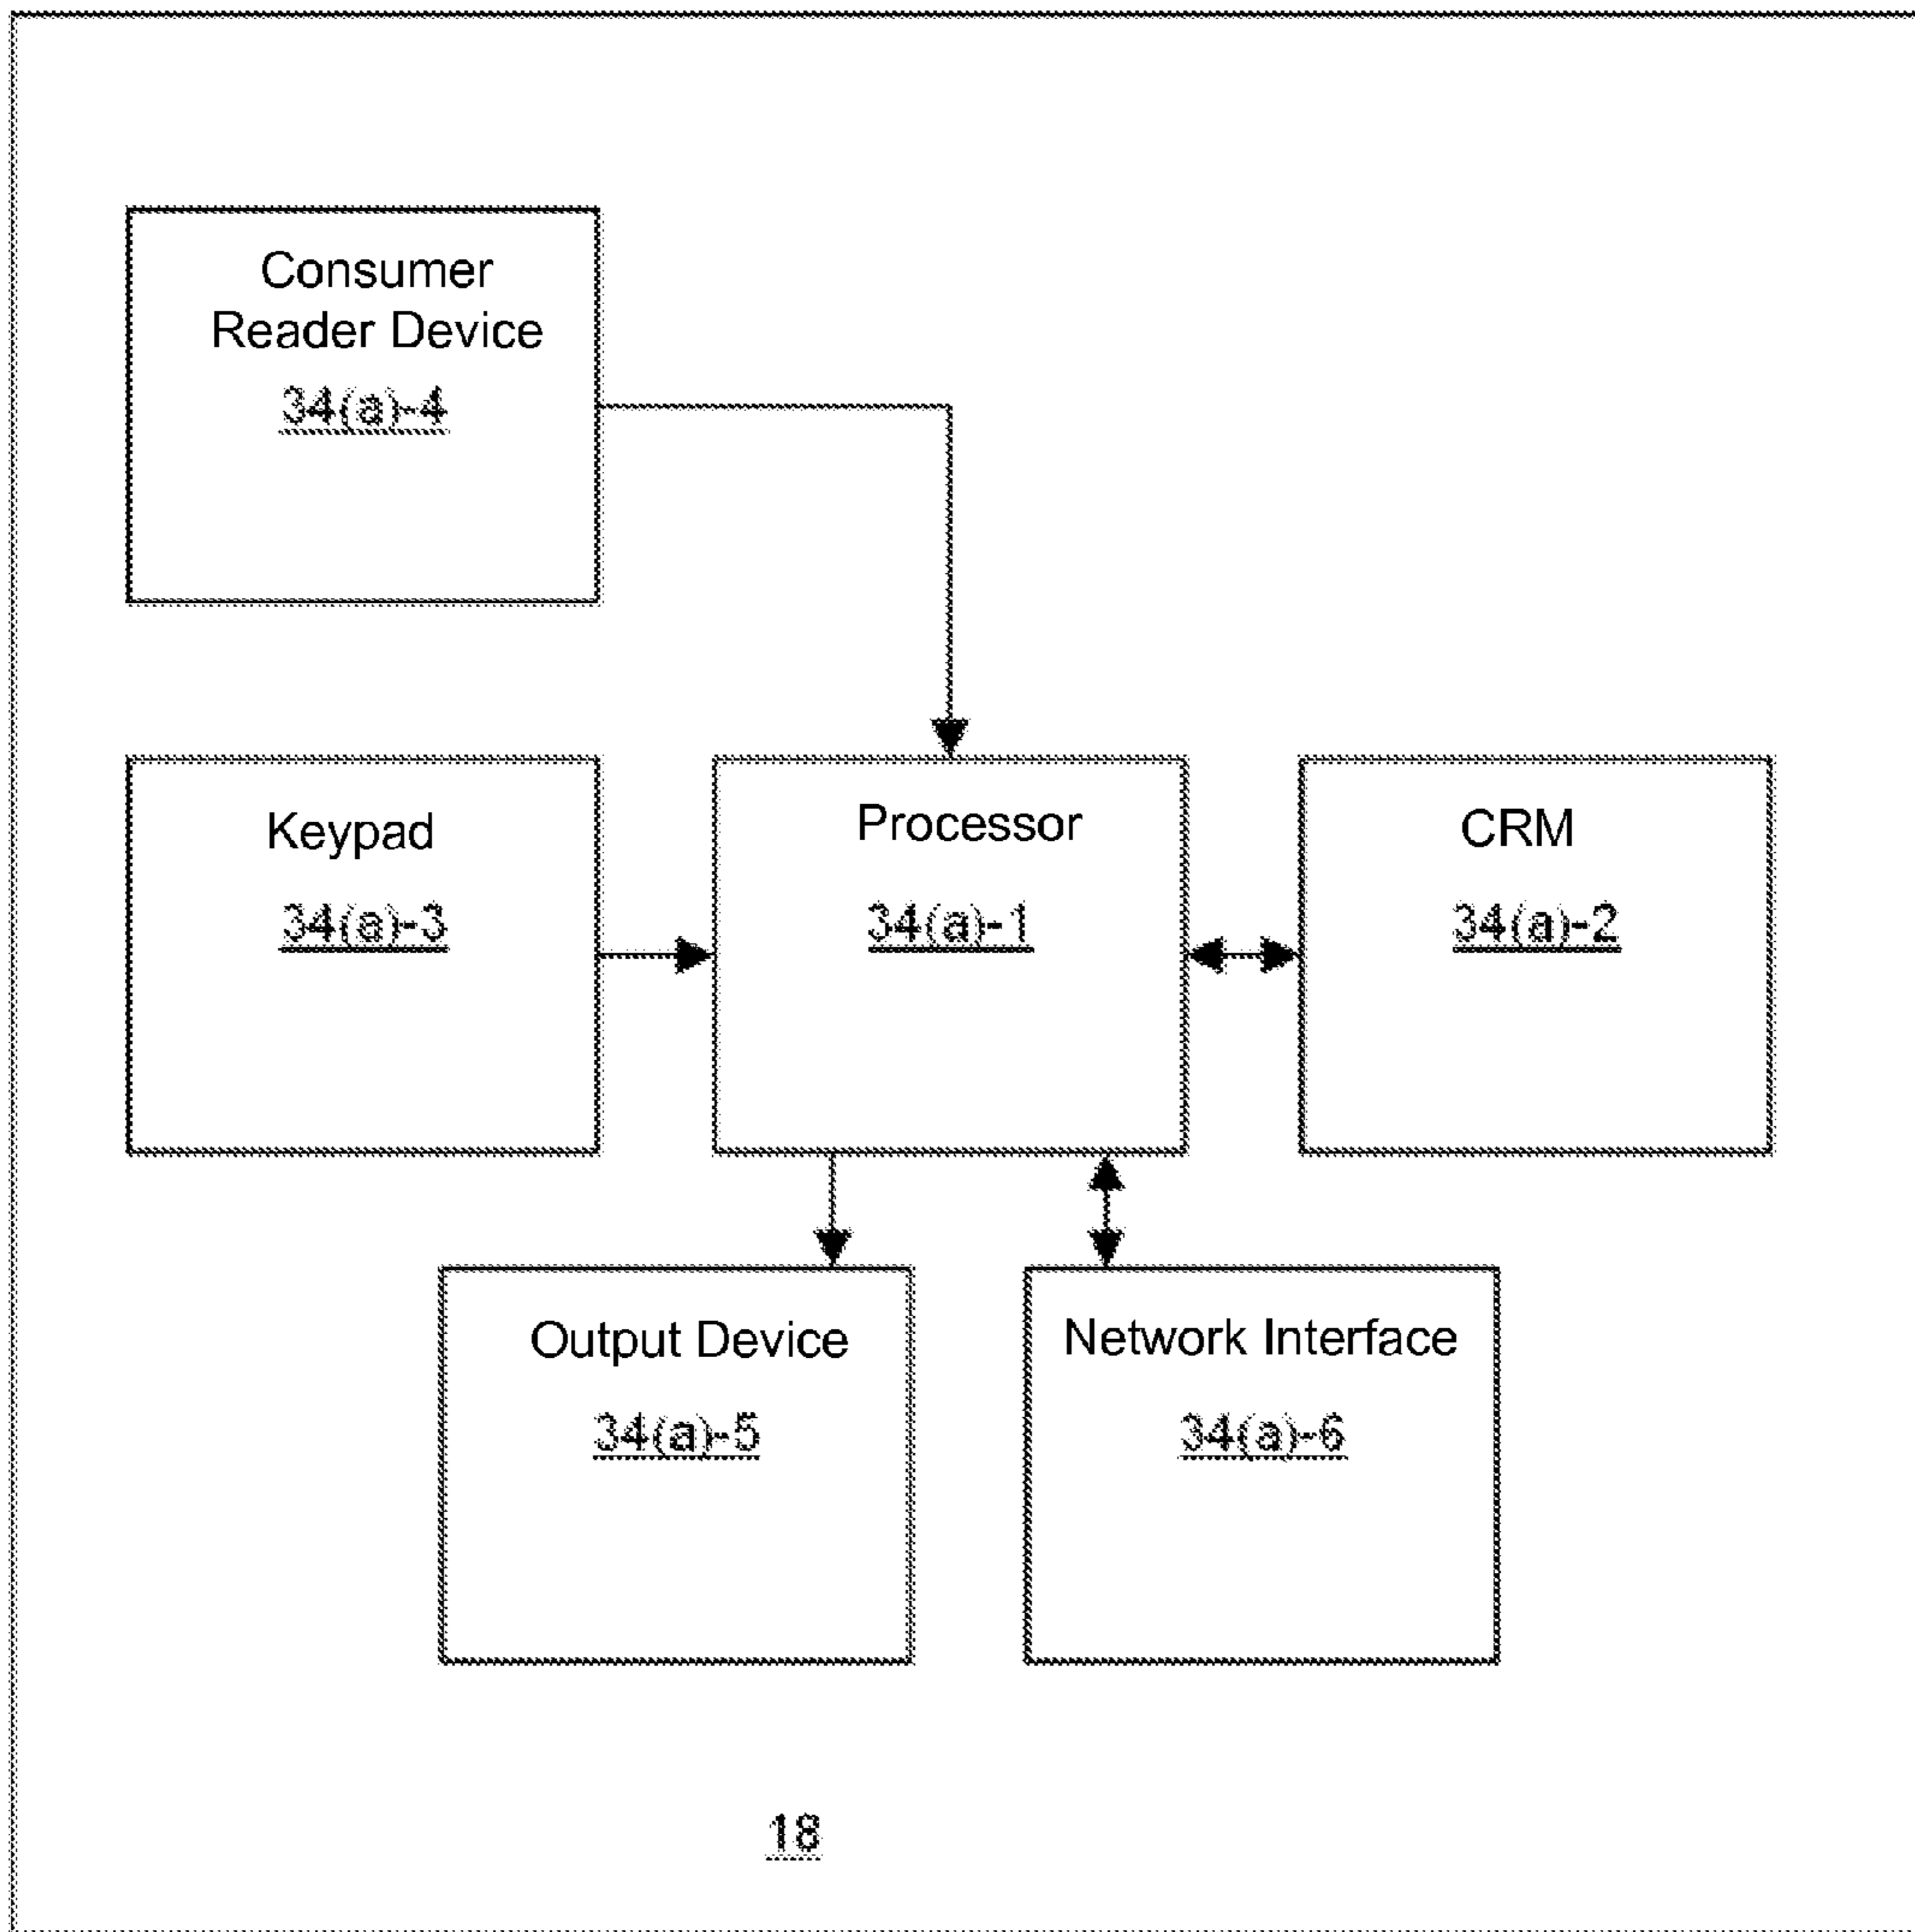 Consumer
Reader Device
34(a)-4
Keypad
34(a)-3
Processor
34(a)-1
CRM
34(a)-2
Output Device
34(a)-5
Network Interface
34(a)-6
18